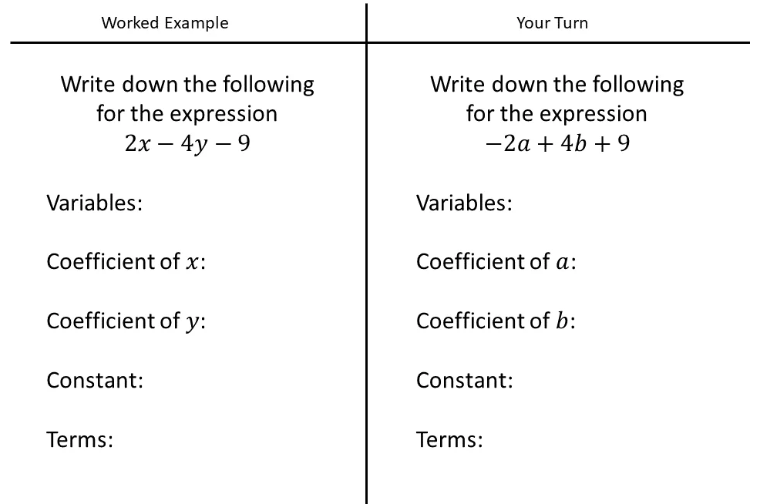 Worked Example
Write down the following
for the expression
2x − 4y − 9
Variables:
Coefficient of x:
Coefficient of y:
Constant:
Terms:
Your Turn
Write down the following
for the expression
−2a + 4b + 9
Variables:
Coefficient of a:
Coefficient of b:
Constant:
Terms: